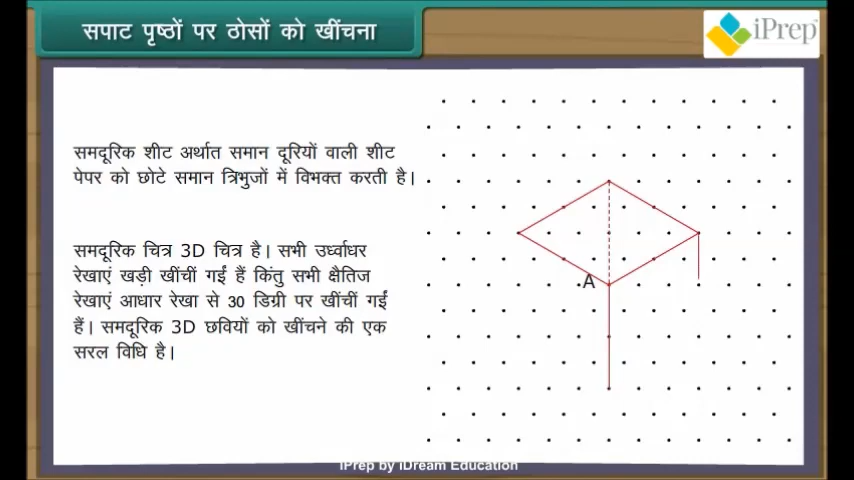 सपाट पृष्ठों पर ठोसों को खींचना
iPrep
समदूरिक शीट अर्थात समान दूरियों वाली शीट
पेपर को छोटे समान त्रिभुजों में विभक्त करती है।
समदूरिक चित्र 3D चित्र है। सभी उर्ध्वाधर
रेखाएं खड़ी खींचीं गईं हैं किंतु सभी क्षैतिज
रेखाएं आधार रेखा से 30 डिग्री पर खींचीं गईं
हैं। समदूरिक 3D छवियों को खींचने की एक
सरल विधि है।
A
iPrep by iDream Education